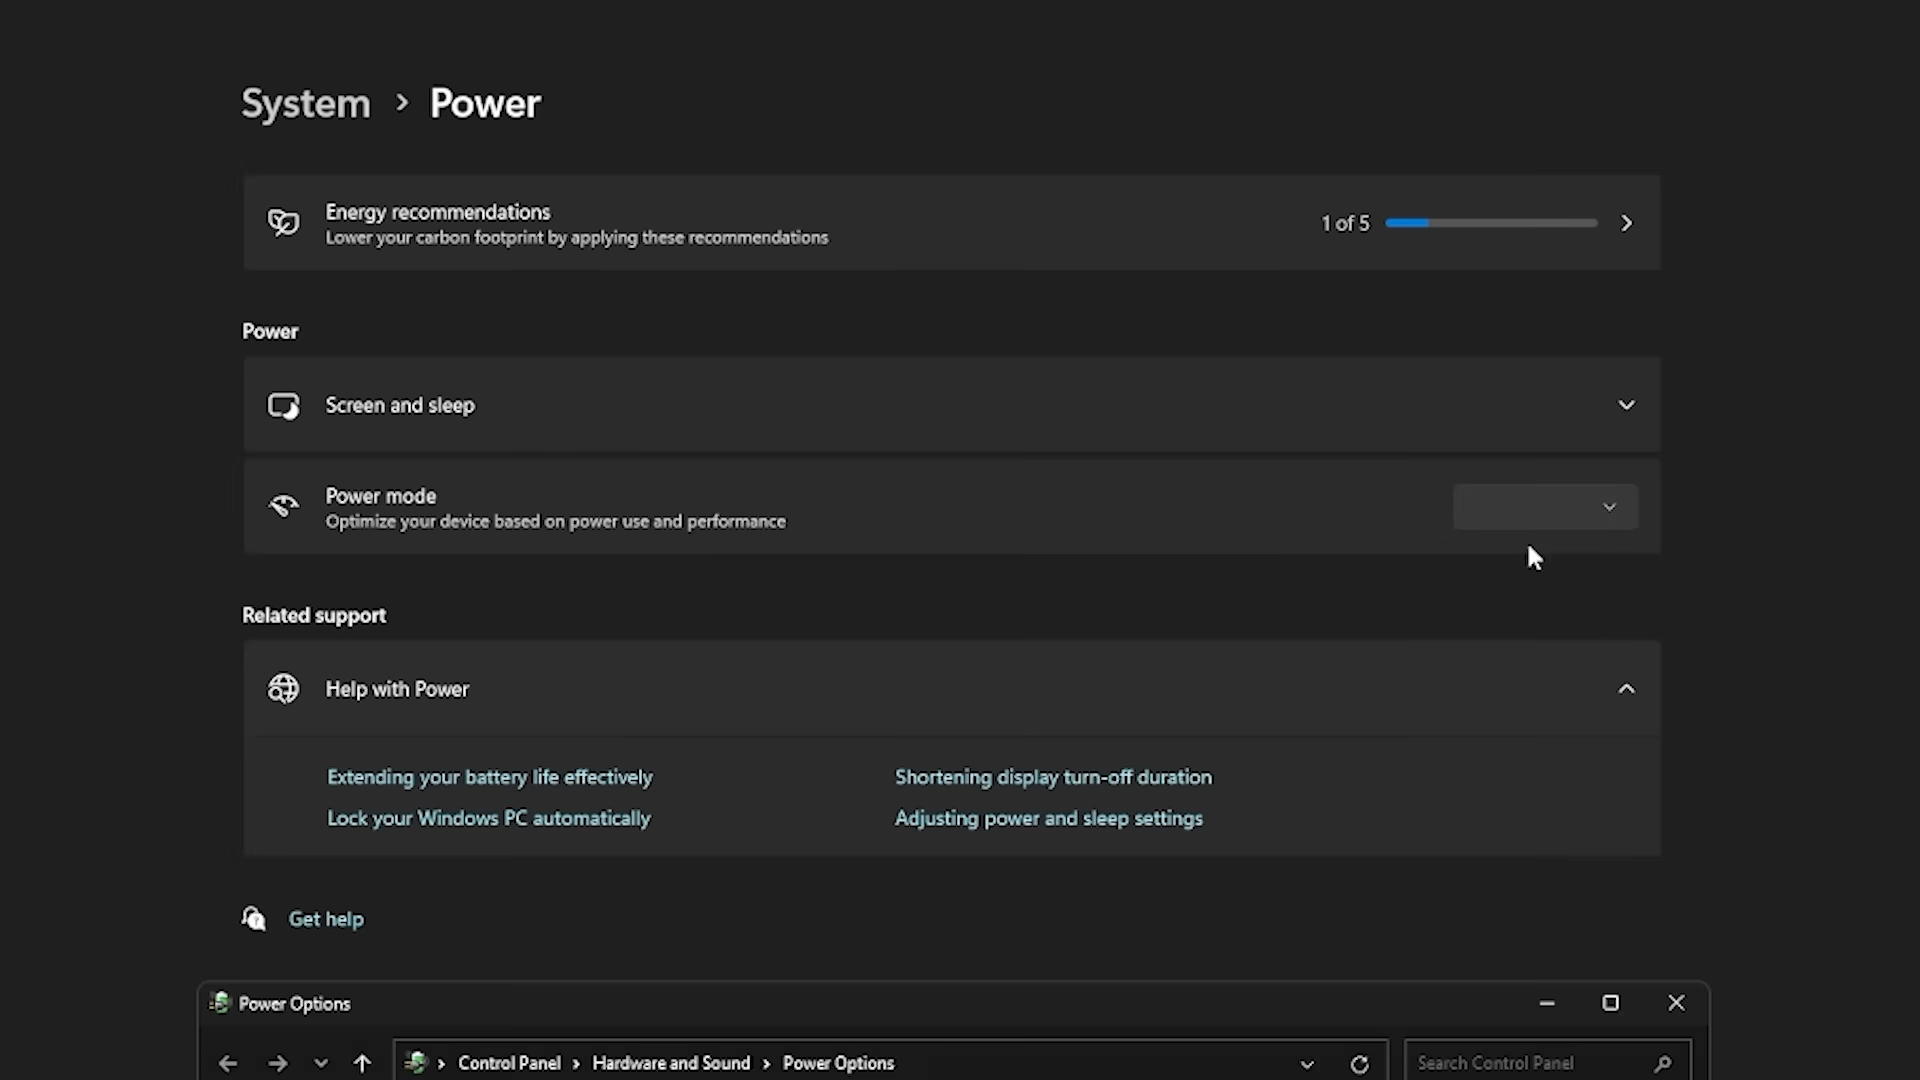 System > Power
Energy recommendations
Lower your carbon footprint by applying these recommendations
1 of 5
Power
Screen and sleep
Power mode
Optimize your device based on power use and performance
Related support
Help with Power
Extending your battery life effectively
Shortening display turn-off duration
Lock your Windows PC automatically
Adjusting power and sleep settings
Get help
Power Options
Control Panel > Hardware and Sound > Power Options
Search Control Panel